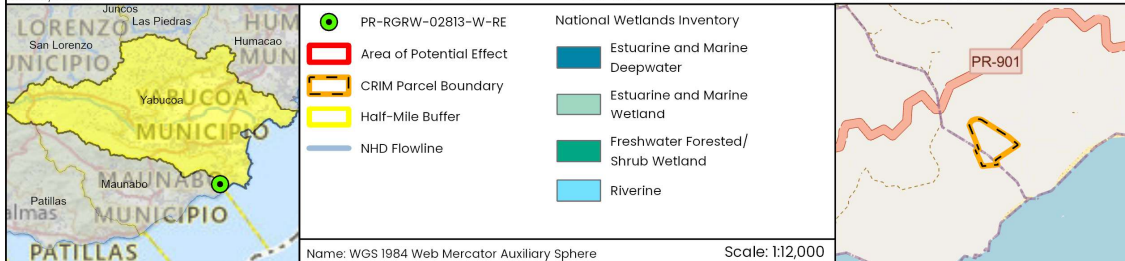 Juncos
LORENZO
Las Piedras
HUM
San Lorenzo
Humacao
UNICIPIO
MUN
Yabucoa
YABUCOA
MUNICIPIO
MAUNABO
Maunabo
Patillas
almas
MUNICIPIO
PATILLAS
PR-RGRW-02813-W-RE
Area of Potential Effect
CRIM Parcel Boundary
Half-Mile Buffer
NHD Flowline
National Wetlands Inventory
Estuarine and Marine
Deepwater
Estuarine and Marine
Wetland
Freshwater Forested/
Shrub Wetland
Riverine
Name: WGS 1984 Web Mercator Auxiliary Sphere
Scale: 1:12,000
PR-901